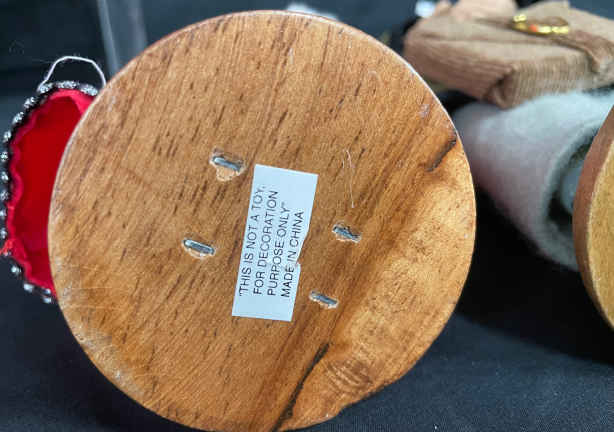 "THIS IS NOT A TOY,
FOR DECORATION
PURPOSE ONLY"
MADE IN CHINA